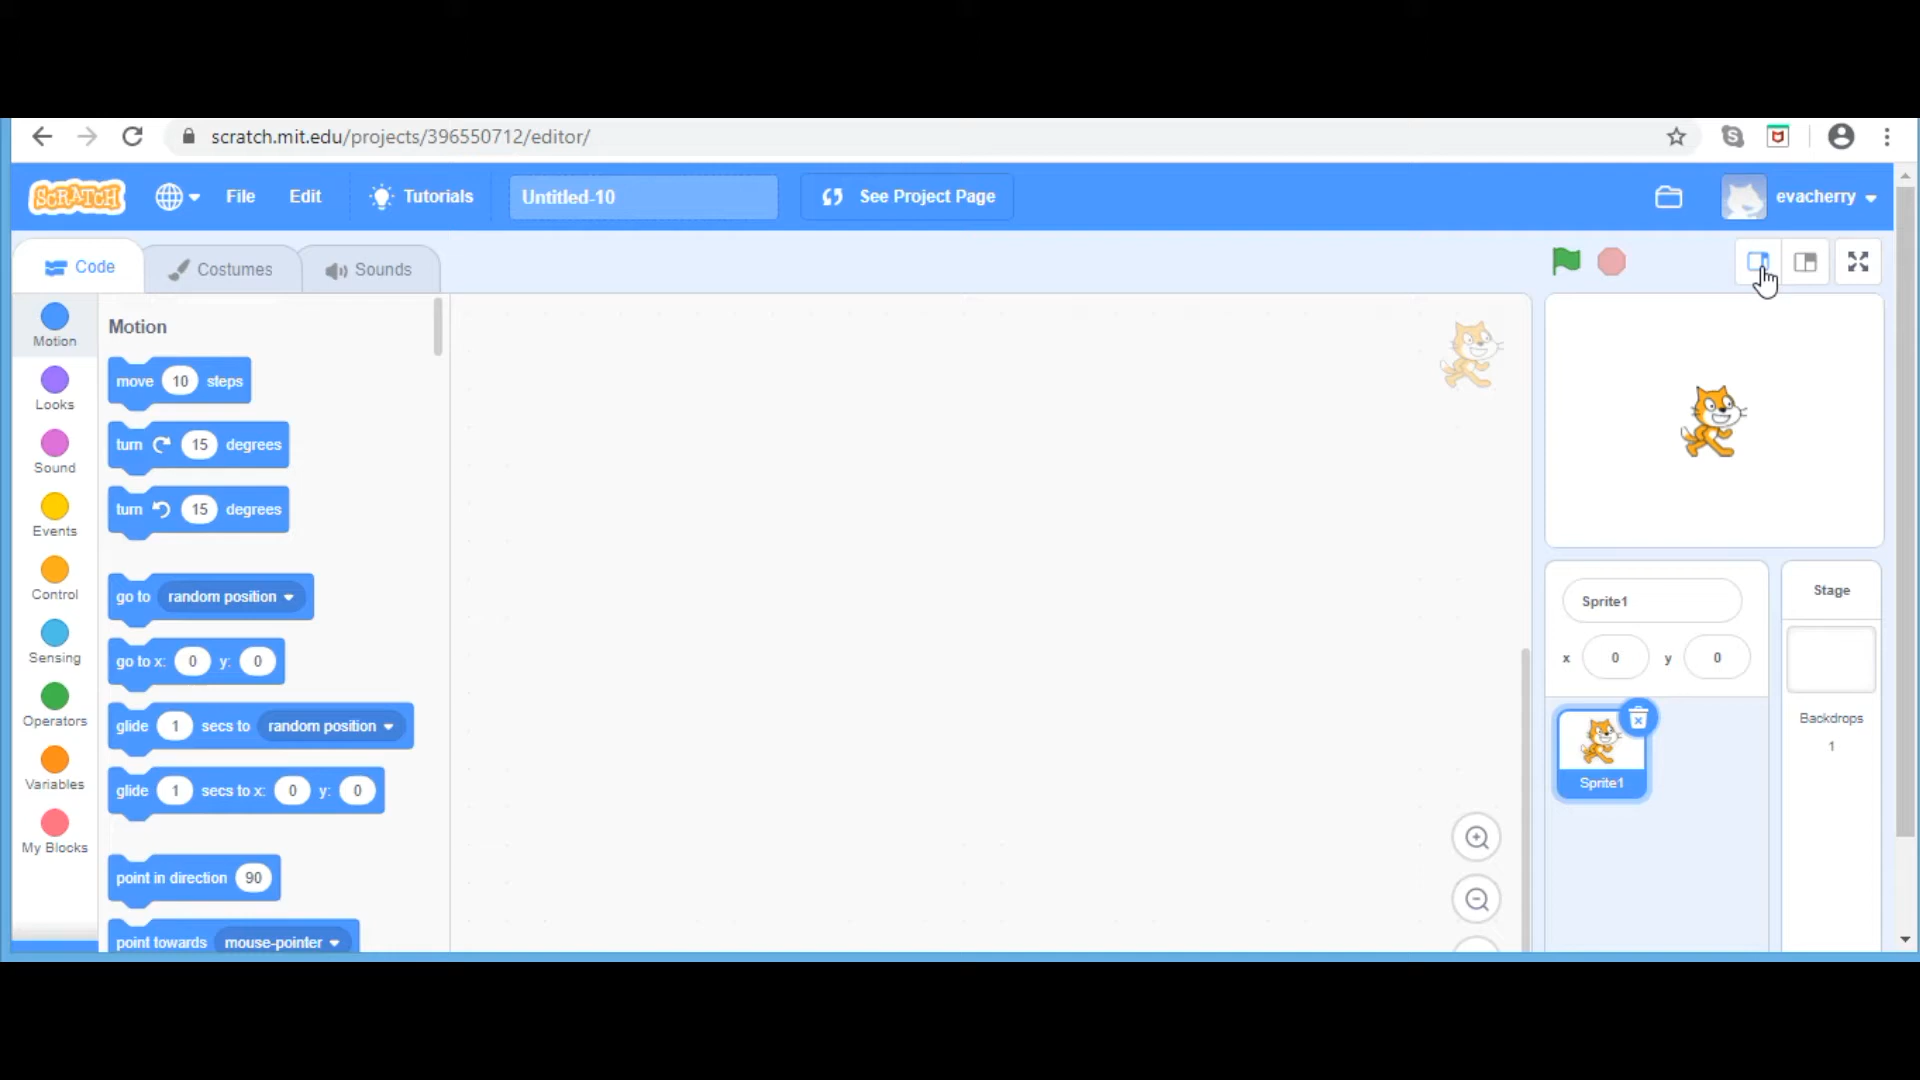 scratch.mit.edu/projects/396550712/editor/
SCRATCH File Edit Tutorials Untitled-10 See Project Page evacherry
Code Costumes Sounds
Motion
Looks
Sound
Events
Control
Sensing
Operators
Variables
My Blocks
Motion
move 10 steps
turn 15 degrees
turn 15 degrees
go to random position
go to x: 0 y: 0
glide 1 secs to random position
glide 1 secs to x: 0 y: 0
point in direction 90
point towards mouse-pointer
Sprite1
x 0 y 0
Sprite1
Stage
Backdrops
1